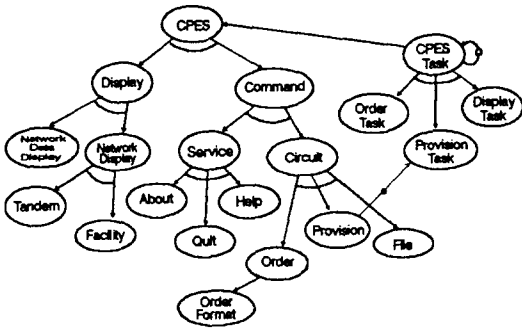 CPES
CPES
Task
Display
Command
Order
Task
Display
Task
Network
Data
Display
Network
Display
Service
Circuit
Provision
Task
Tandem
Facility
About
Quit
Help
Order
Provision
File
Order
Format